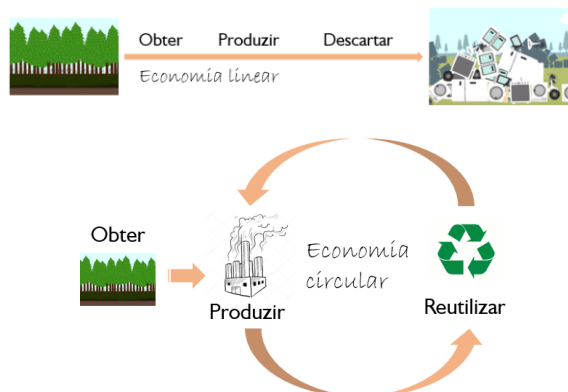 Obter Produzir Descartar
Economia linear
Obter
Economia
circular
Produzir
Reutilizar